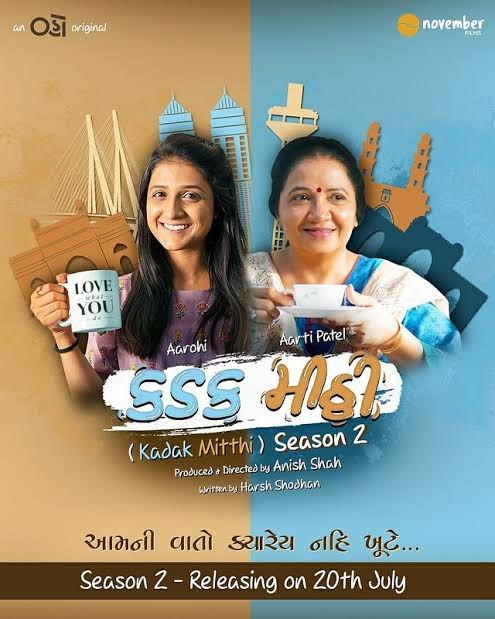 an ઓહો original
november
FILMS
LOVE
what
YOU
do
Aarohi
Aarti Patel
કડક મીઠ્ઠી
(Kadak Mitthi) Season 2
Produced & Directed by Anish Shah
Written by Harsh Shodhan
આમની વાતો ક્યારેય નહિ ખૂટે...
Season 2 - Releasing on 20th July